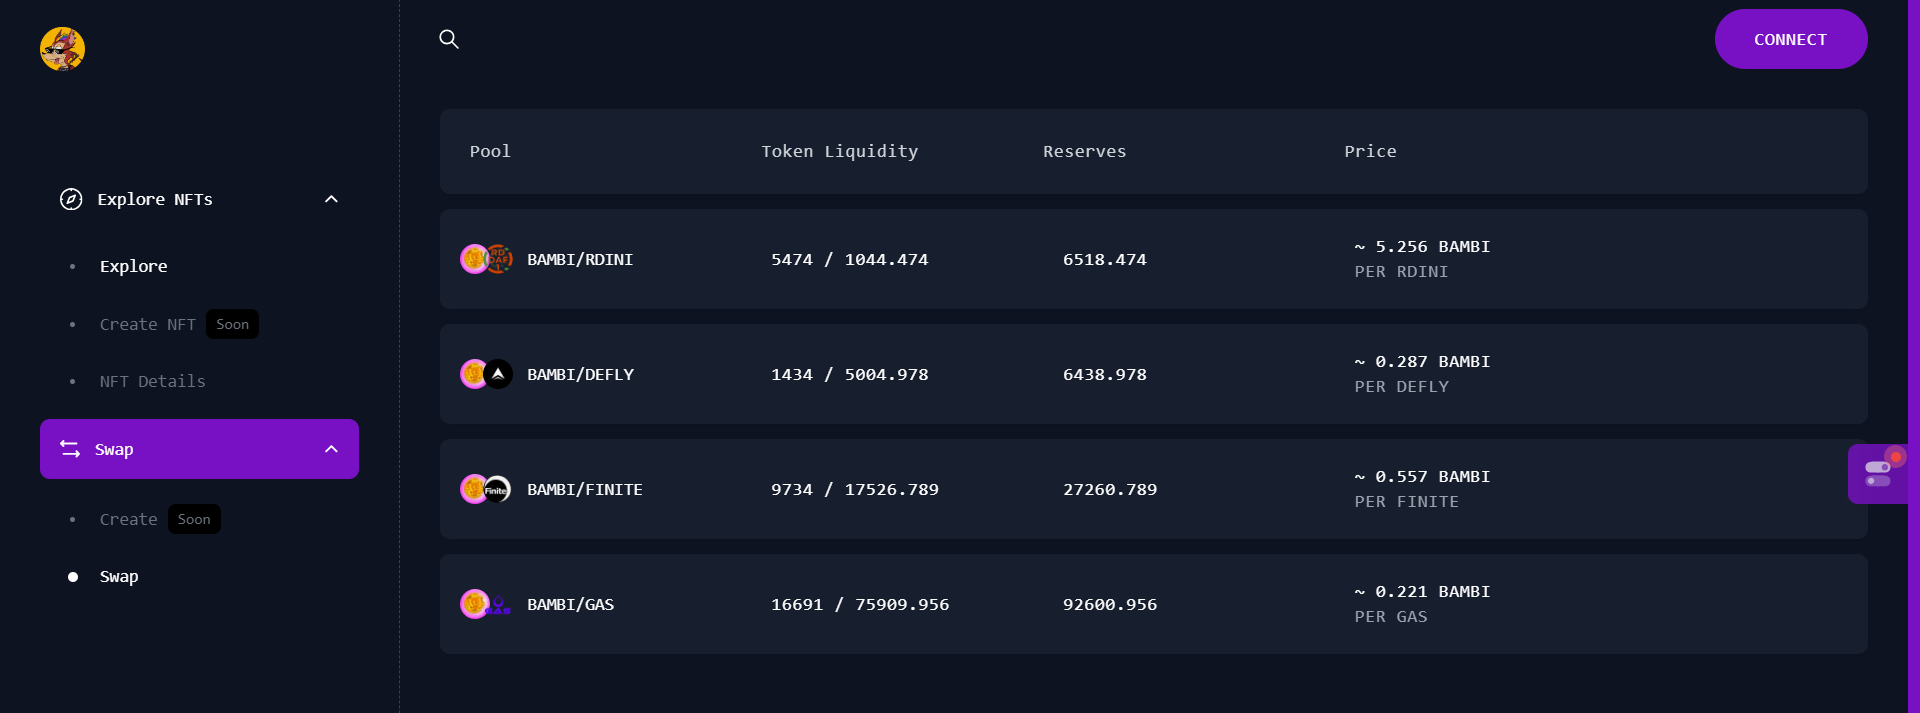 CONNECT
Explore NFTs
Explore
Create NFT Soon
NFT Details
Swap
Create Soon
Swap
Pool Token Liquidity Reserves Price
BAMBI/RDINI 5474 / 1044.474 6518.474 ~ 5.256 BAMBI
PER RDINI
BAMBI/DEFLY 1434 / 5004.978 6438.978 ~ 0.287 BAMBI
PER DEFLY
Finite BAMBI/FINITE 9734 / 17526.789 27260.789 ~ 0.557 BAMBI
PER FINITE
GAS BAMBI/GAS 16691 / 75909.956 92600.956 ~ 0.221 BAMBI
PER GAS